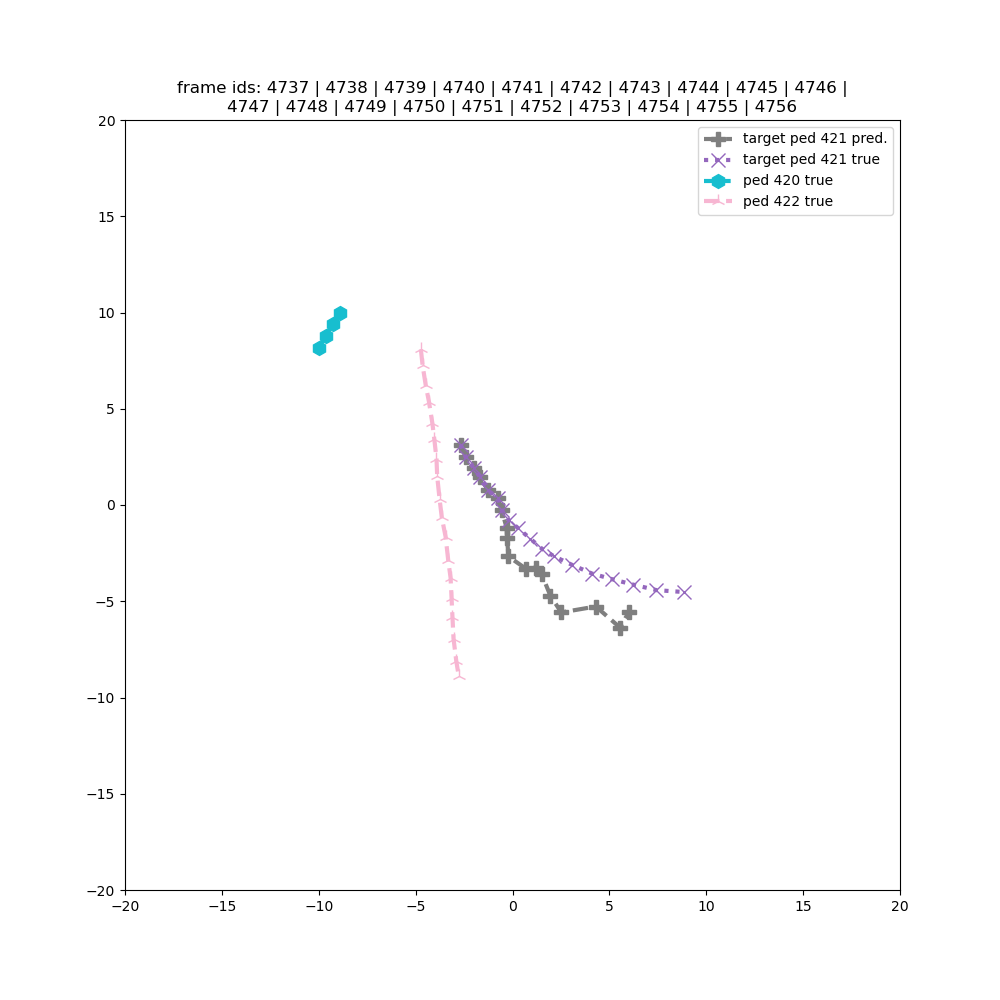 frame ids: 4737 | 4738 | 4739 | 4740 | 4741 | 4742 | 4743 | 4744 | 4745 | 4746 |
4747 | 4748 | 4749 | 4750 | 4751 | 4752 | 4753 | 4754 | 4755 | 4756
target ped 421 pred.
target ped 421 true
ped 420 true
ped 422 true
20
15
10
5
0
−5
−10
−15
−20
−20 −15 −10 −5 0 5 10 15 20